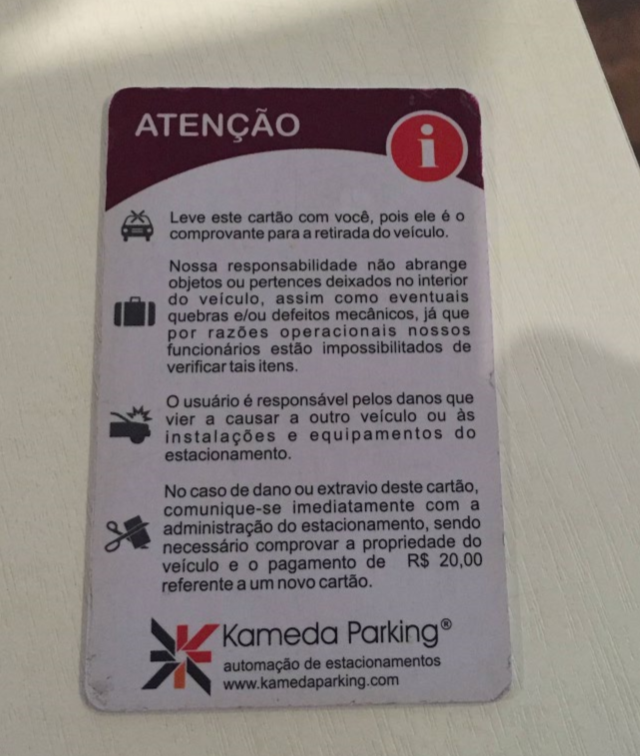 ATENÇÃO
i
Leve este cartão com você, pois ele é o
comprovante para a retirada do veículo.
Nossa responsabilidade não abrange
objetos ou pertences deixados no interior
do veículo, assim como eventuais
quebras e/ou defeitos mecânicos, já que
por razões operacionais nossos
funcionários estão impossibilitados de
verificar tais itens.
O usuário é responsável pelos danos que
vier a causar a outro veículo ou às
instalações e equipamentos do
estacionamento.
No caso de dano ou extravio deste cartão,
comunique-se imediatamente com a
administração do estacionamento, sendo
necessário comprovar a propriedade do
veículo e o pagamento de R$ 20,00
referente a um novo cartão.
Kameda Parking®
automação de estacionamentos
www.kamedaparking.com